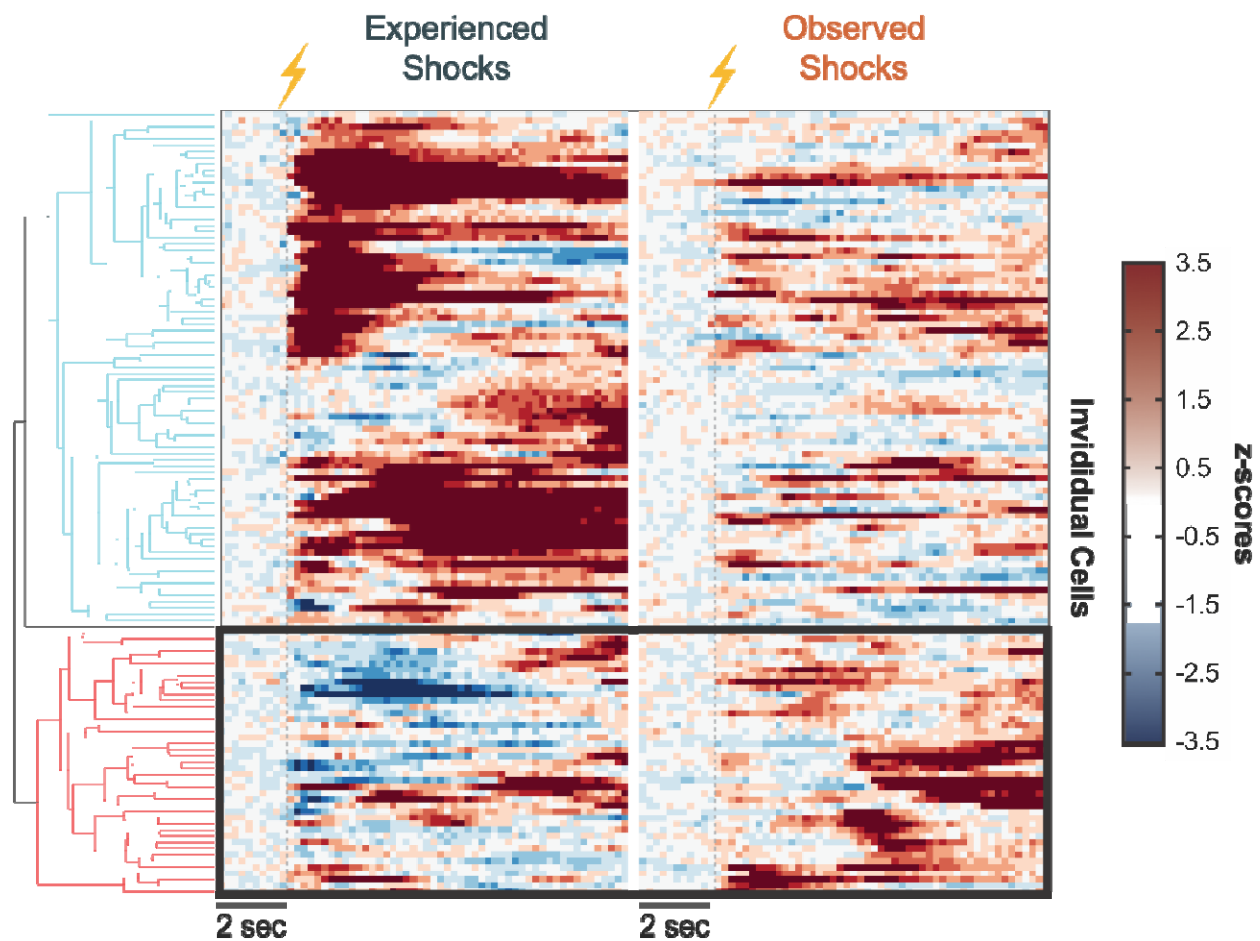 Experienced
Shocks
Observed
Shocks
3.5
2.5
1.5
0.5
-0.5
-1.5
-2.5
-3.5
z-scores
Invididual Cells
2 sec
2 sec